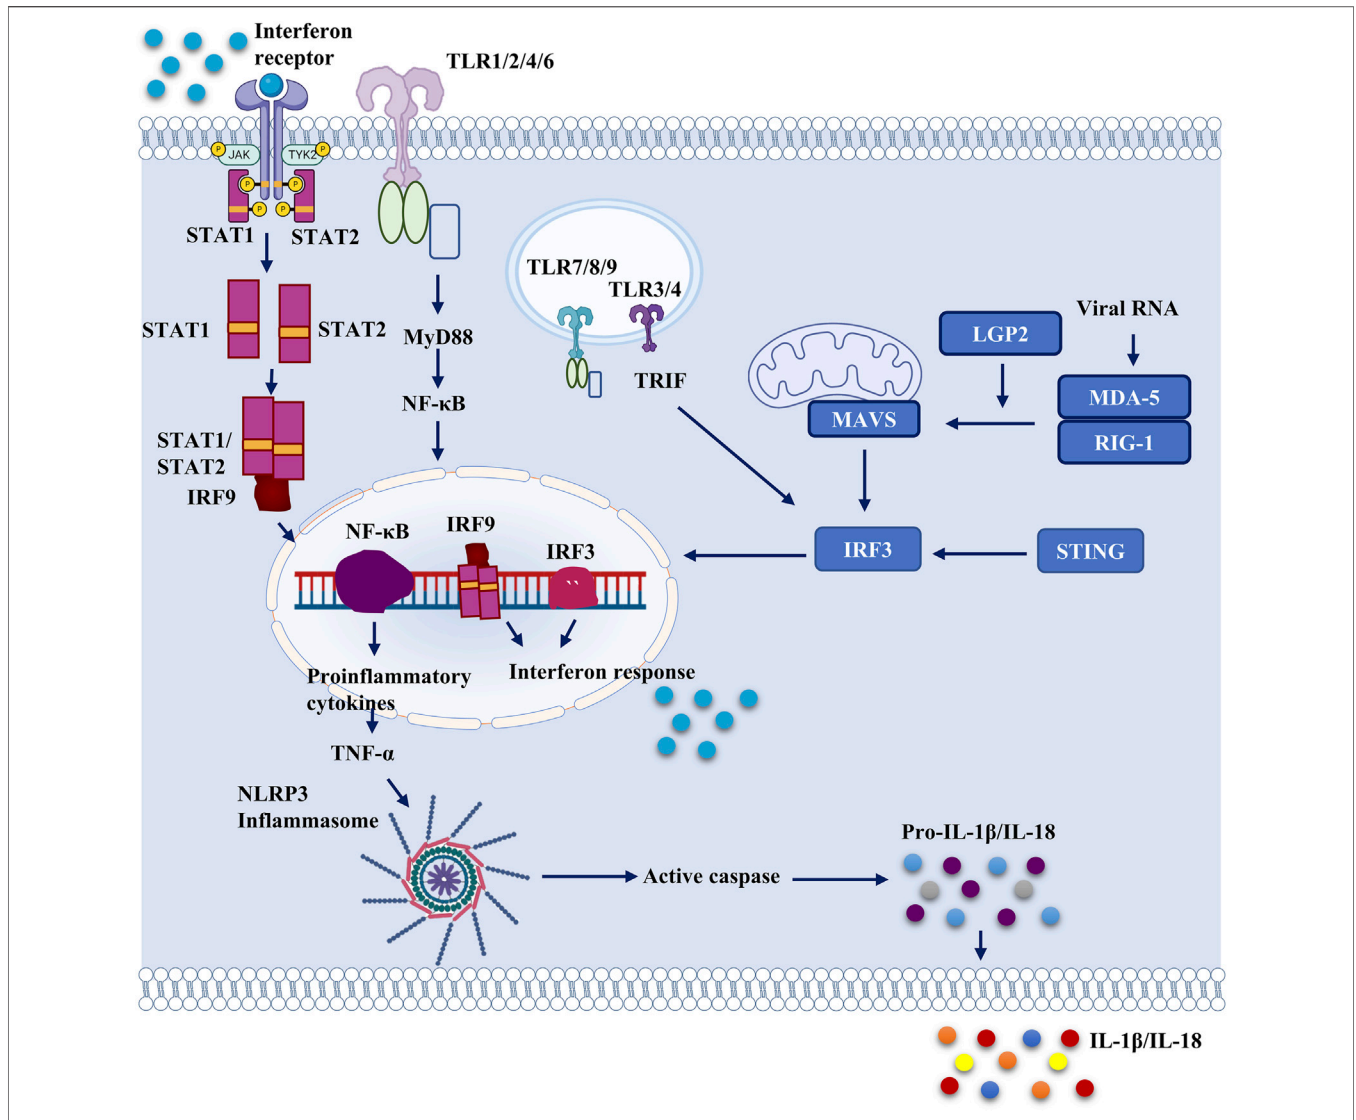 Interferon
receptor
TLR1/2/4/6
P
JAK
TYK2
P
P
P
P
P
STAT1
STAT2
TLR7/8/9
TLR3/4
STAT1
STAT2
MyD88
TRIF
NF-κB
LGP2
Viral RNA
MDA-5
MAVS
RIG-1
STAT1/
STAT2
IRF9
NF-κB
IRF9
IRF3
IRF3
STING
Proinflammatory
cytokines
Interferon response
TNF-α
NLRP3
Inflammasome
Active caspase
Pro-IL-1β/IL-18
IL-1β/IL-18